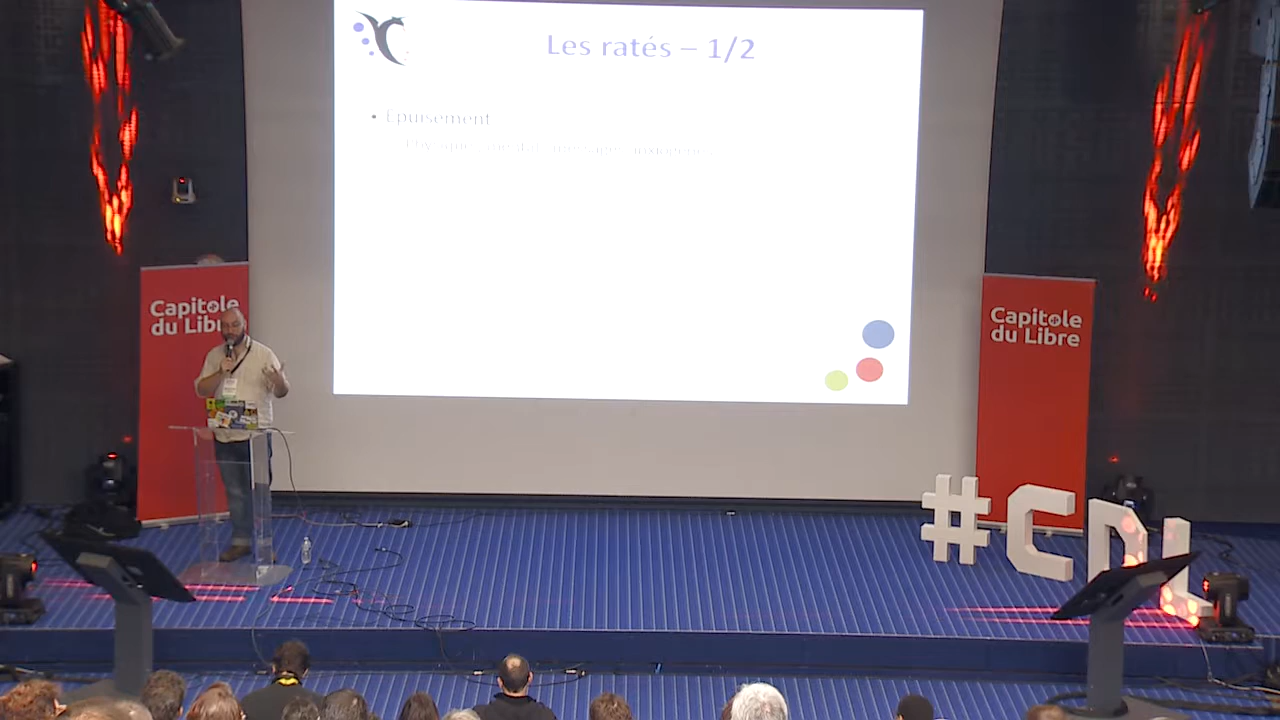 Les ratés – 1/2
• Epuisement
Capitole
du Libre
Capitole
du Libre
#CDL